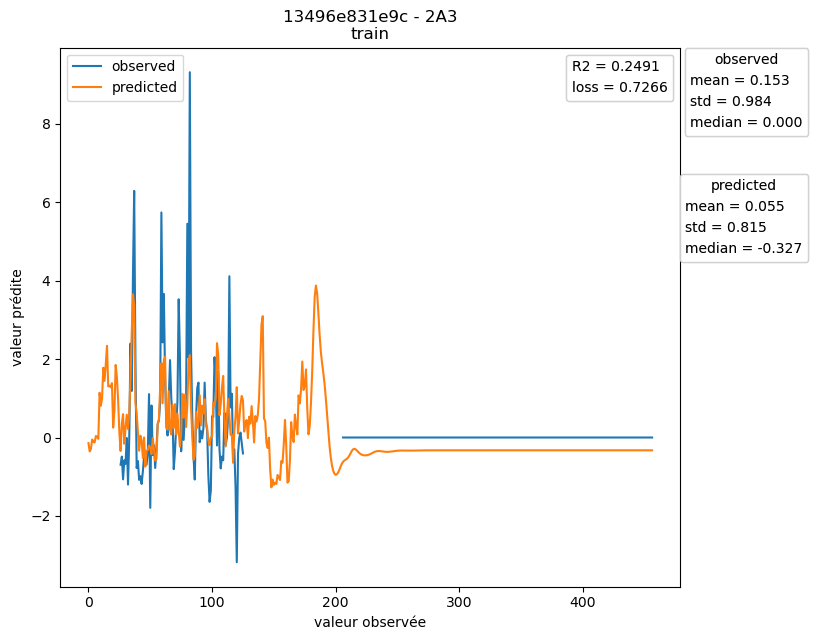 13496e831e9c - 2A3
train
observed
predicted
R2 = 0.2491
loss = 0.7266
observed
mean = 0.153
std = 0.984
median = 0.000
predicted
mean = 0.055
std = 0.815
median = -0.327
valeur prédite
8
6
4
2
0
−2
0
100
200
300
400
valeur observée